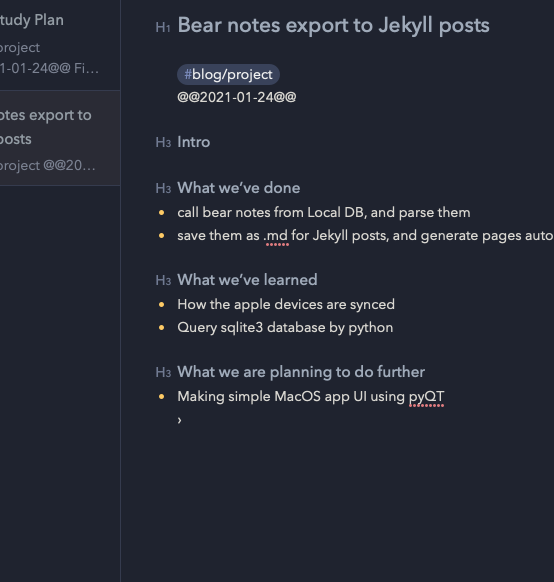 tudy Plan
project
1-01-24@@ Fi...
otes export to
posts
project @@20...
H1 Bear notes export to Jekyll posts
#blog/project
@@2021-01-24@@
H3 Intro
H3 What we've done
• call bear notes from Local DB, and parse them
• save them as .md for Jekyll posts, and generate pages auto
H3 What we've learned
• How the apple devices are synced
• Query sqlite3 database by python
H3 What we are planning to do further
• Making simple MacOS app UI using pyQT
›